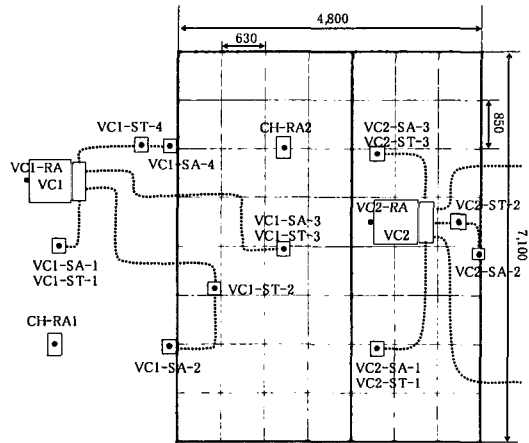 4,800
630
850
7,100
VC1-ST-4
VC1-SA-4
CH-RA2
VC2-SA-3
VC2-ST-3
VC1-RA
VC1
VC2-RA
VC2
VC2-ST-2
VC2-SA-2
VC1-SA-3
VC1-ST-3
VC1-SA-1
VC1-ST-1
VC1-ST-2
CH-RA1
VC1-SA-2
VC2-SA-1
VC2-ST-1